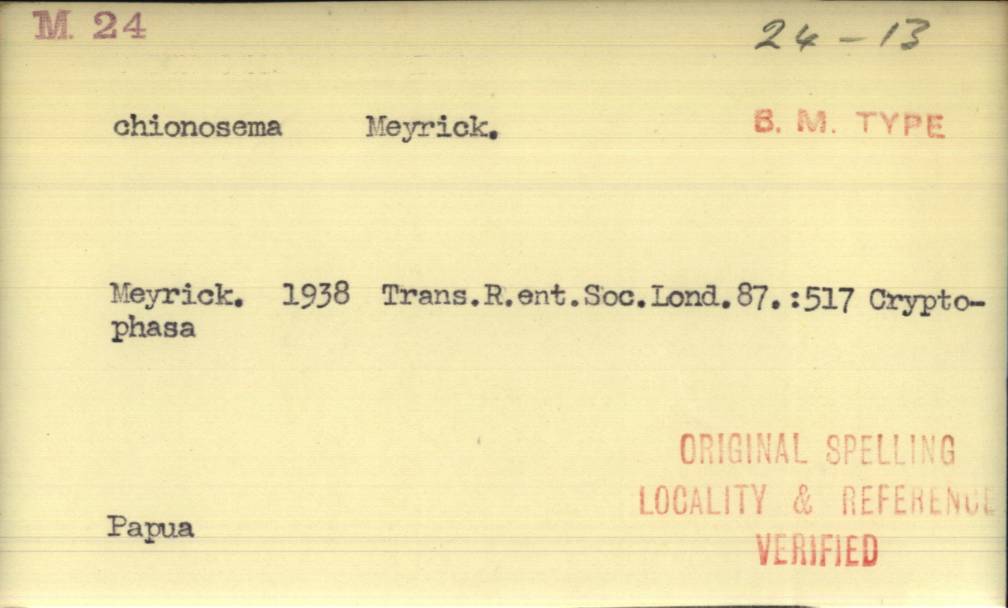 M. 24
24-13
chionosema Meyrick.
B. M. TYPE
Meyrick. 1938 Trans.R.ent.Soc.Lond.87.:517 Crypto-
phasa
ORIGINAL SPELLING
LOCALITY & REFERENCE
VERIFIED
Papua